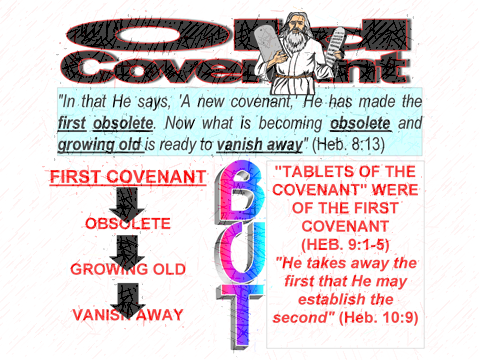 Old
Covenant
"In that He says, 'A new covenant,' He has made the
first obsolete. Now what is becoming obsolete and
growing old is ready to vanish away" (Heb. 8:13)
FIRST COVENANT
OBSOLETE
GROWING OLD
VANISH AWAY
BUT
"TABLETS OF THE
COVENANT" WERE
OF THE FIRST
COVENANT
(HEB. 9:1-5)
"He takes away the
first that He may
establish the
second" (Heb. 10:9)